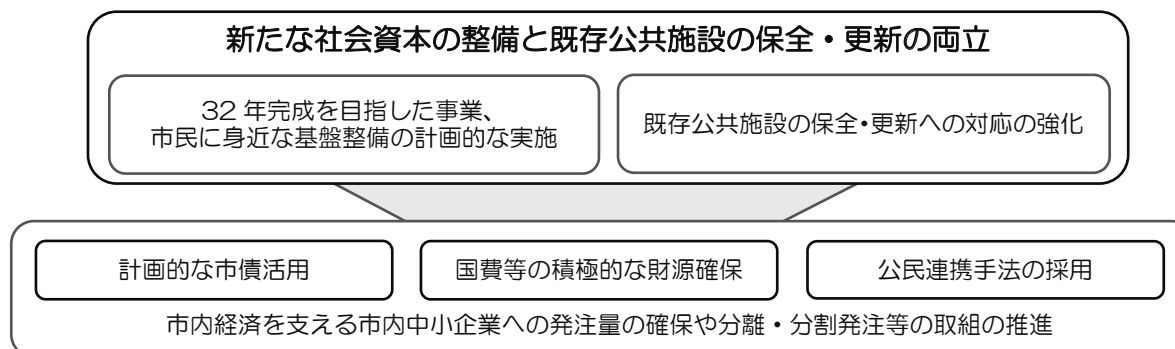 新たな社会資本の整備と既存公共施設の保全・更新の両立
32 年完成を目指した事業、
市民に身近な基盤整備の計画的な実施
既存公共施設の保全・更新への対応の強化
計画的な市債活用
国費等の積極的な財源確保
公民連携手法の採用
市内経済を支える市内中小企業への発注量の確保や分離・分割発注等の取組の推進